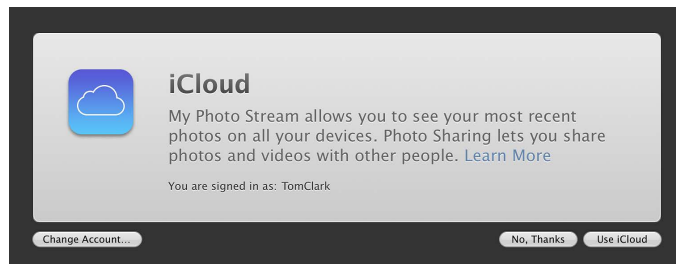 iCloud
My Photo Stream allows you to see your most recent
photos on all your devices. Photo Sharing lets you share
photos and videos with other people. Learn More
You are signed in as: TomClark
Change Account...
No, Thanks
Use iCloud